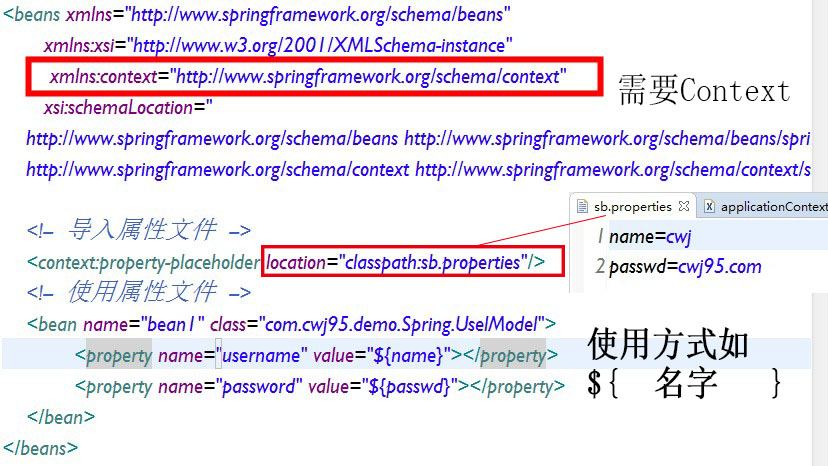 <beans xmlns="http://www.springframework.org/schema/beans"
xmlns:xsi="http://www.w3.org/2001/XMLSchema-instance"
xmlns:context="http://www.springframework.org/schema/context"
需要Context
xsi:schemaLocation="
http://www.springframework.org/schema/beans http://www.springframework.org/schema/beans/spri
http://www.springframework.org/schema/context http://www.springframework.org/schema/context/s
sb.properties applicationContext
1 name=cwj
2 passwd=cwj95.com
<!-- 导入属性文件 -->
<context:property-placeholder location="classpath:sb.properties"/>
<!-- 使用属性文件 -->
<bean name="bean1" class="com.cwj95.demo.Spring.UselModel">
<property name="username" value="${name}"></property>
<property name="password" value="${passwd}"></property>
使用方式如
${ 名字 }
</bean>
</beans>